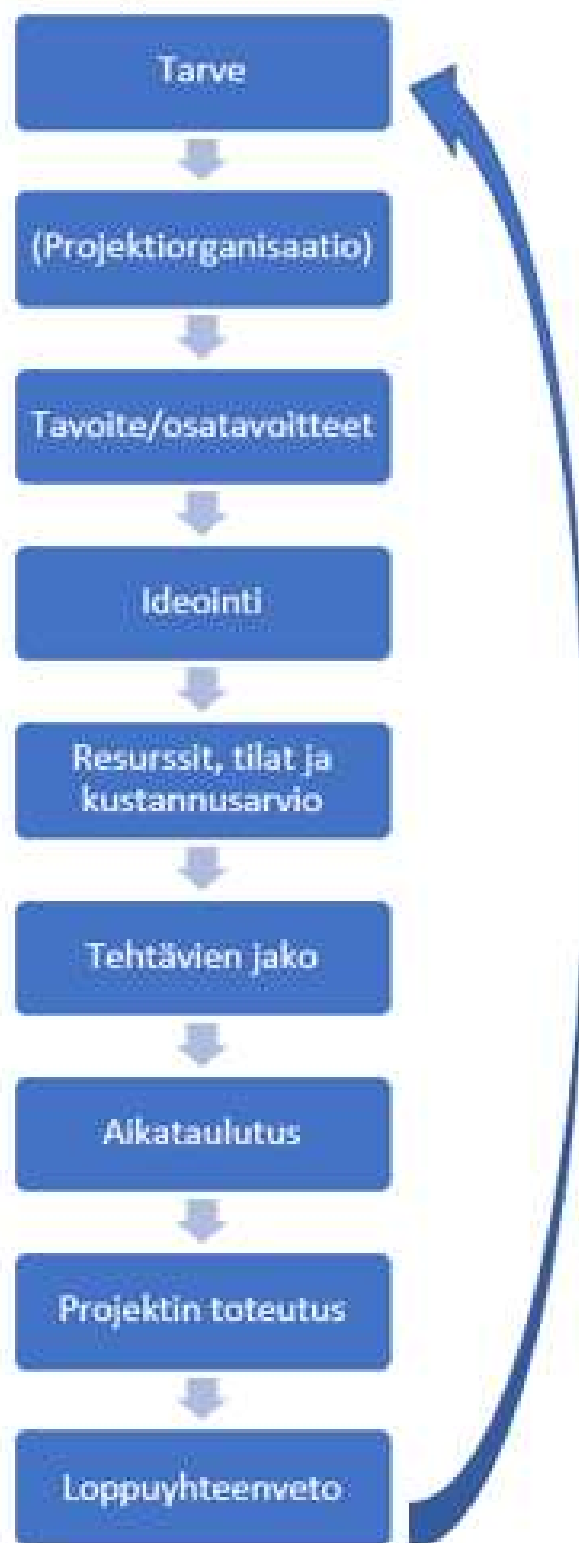 Tarve
(Projektiorganisaatio)
Tavoite/osatavoitteet
Ideointi
Resurssit, tilat ja
kustannusarvio
Tehtävien jako
Aikataulutus
Projektin toteutus
Loppuyhteenveto